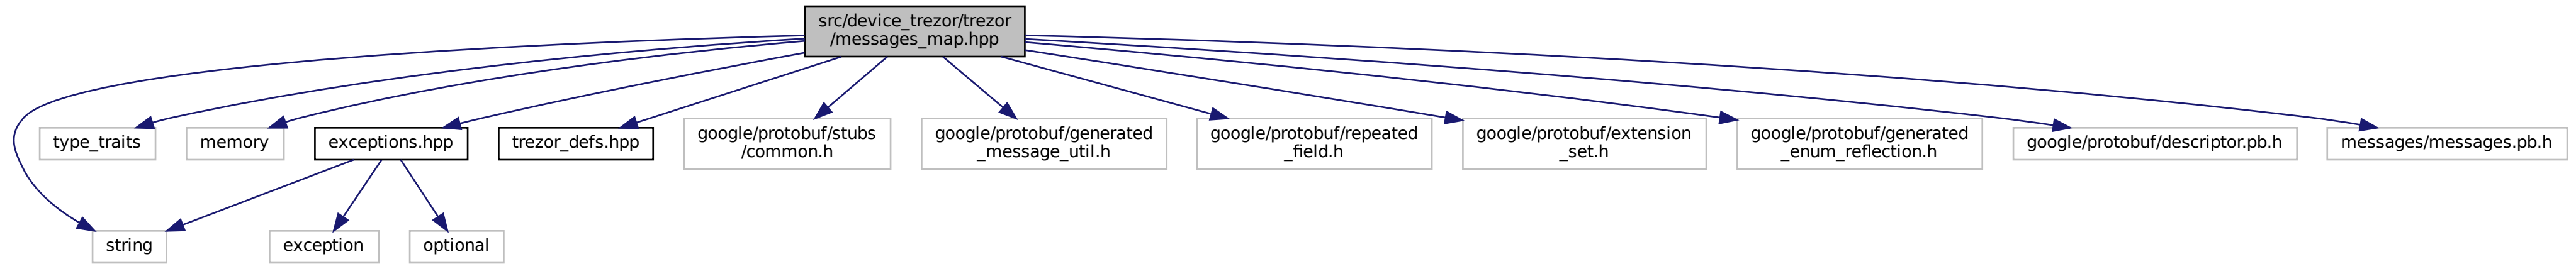 src/device_trezor/trezor
/messages_map.hpp
type_traits
memory
exceptions.hpp
trezor_defs.hpp
google/protobuf/stubs
/common.h
google/protobuf/generated
_message_util.h
google/protobuf/repeated
_field.h
google/protobuf/extension
_set.h
google/protobuf/generated
_enum_reflection.h
google/protobuf/descriptor.pb.h
messages/messages.pb.h
string
exception
optional